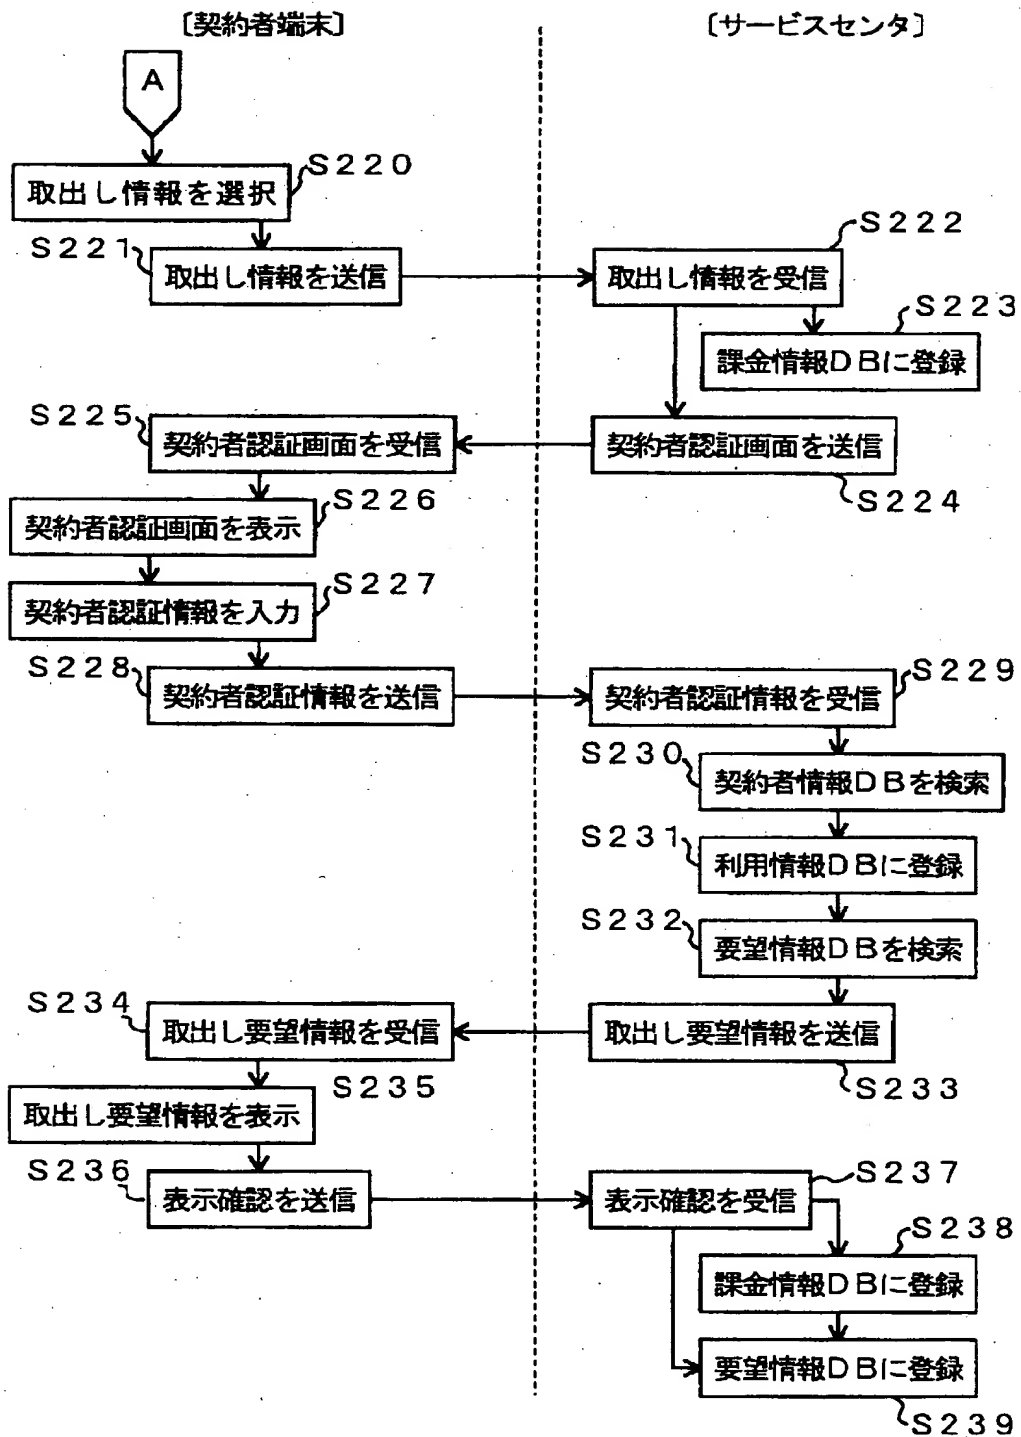 〔契約者端末〕
〔サービスセンタ〕
A
S220
取出し情報を選択
S221
取出し情報を送信
S222
取出し情報を受信
S223
課金情報DBに登録
S225
契約者認証画面を受信
契約者認証画面を送信
S224
S226
契約者認証画面を表示
S227
契約者認証情報を入力
S228
契約者認証情報を送信
S229
契約者認証情報を受信
S230
契約者情報DBを検索
S231
利用情報DBに登録
S232
要望情報DBを検索
S234
取出し要望情報を受信
取出し要望情報を送信
S233
S235
取出し要望情報を表示
S236
表示確認を送信
S237
表示確認を受信
S238
課金情報DBに登録
要望情報DBに登録
S239